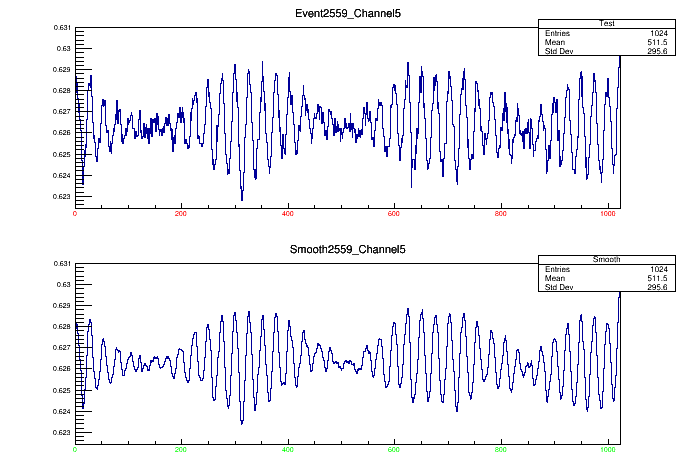 Event2559_Channel5
Test
Entries 1024
Mean 511.5
Std Dev 295.6
0.631
0.63
0.629
0.628
0.627
0.626
0.625
0.624
0.623
0 200 400 600 800 1000
Smooth2559_Channel5
Smooth
Entries 1024
Mean 511.5
Std Dev 295.6
0.631
0.63
0.629
0.628
0.627
0.626
0.625
0.624
0.623
0 200 400 600 800 1000